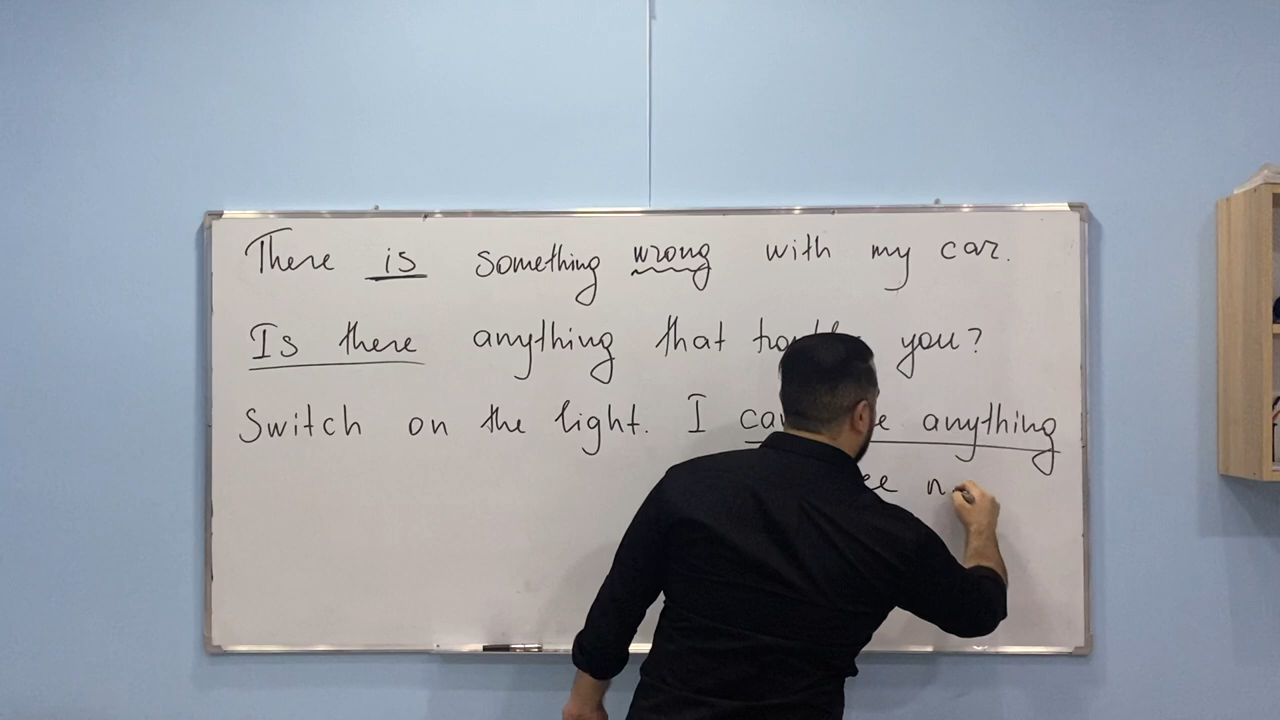 There is something wrong with my car.
Is there anything that you?
Switch on the light. I anything